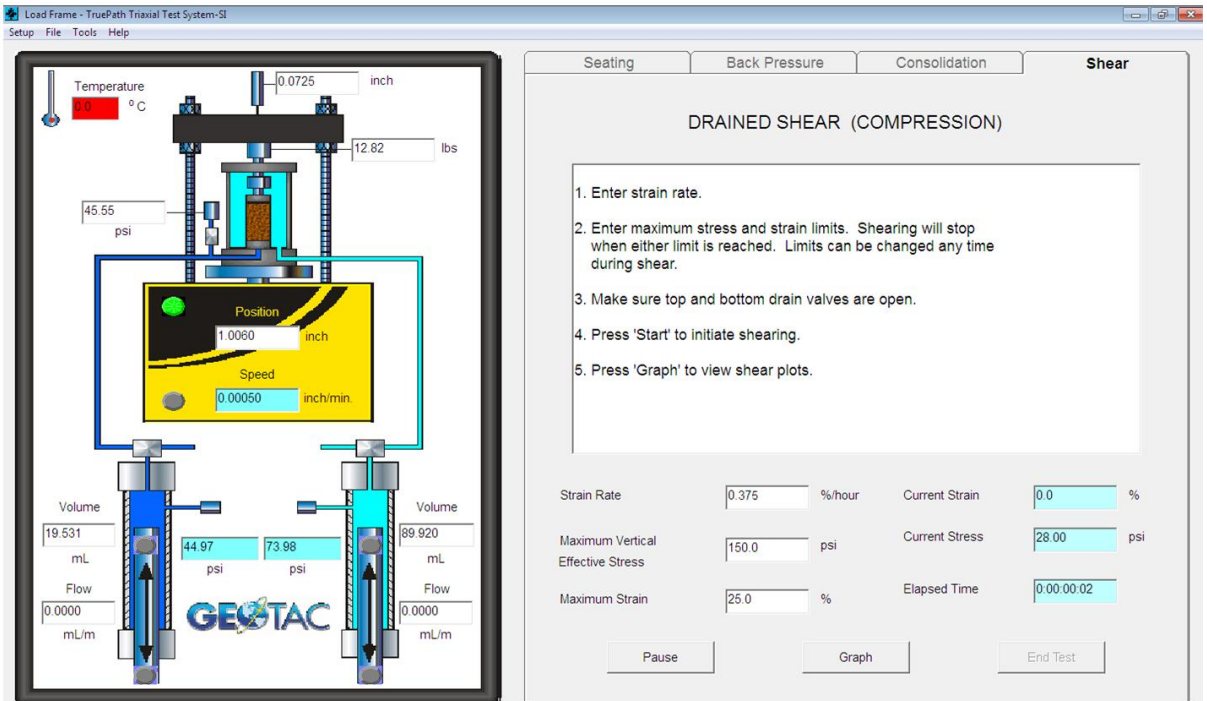 Load Frame - TruePath Triaxial Test System-SI
Setup File Tools Help
Temperature
0.0 ° C
0.0725 inch
12.82 lbs
45.55
psi
Position
1.0060 inch
Speed
0.00050 inch/min.
Volume
19.531
mL
Flow
0.0000
mL/m
44.97 73.98
psi psi
Volume
89.920
mL
Flow
0.0000
mL/m
GEOTAC
Seating Back Pressure Consolidation Shear
DRAINED SHEAR (COMPRESSION)
1. Enter strain rate.
2. Enter maximum stress and strain limits. Shearing will stop
when either limit is reached. Limits can be changed any time
during shear.
3. Make sure top and bottom drain valves are open.
4. Press 'Start' to initiate shearing.
5. Press 'Graph' to view shear plots.
Strain Rate 0.375 %/hour Current Strain 0.0 %
Maximum Vertical
Effective Stress 150.0 psi Current Stress 28.00 psi
Maximum Strain 25.0 % Elapsed Time 0:00:00:02
Pause Graph End Test